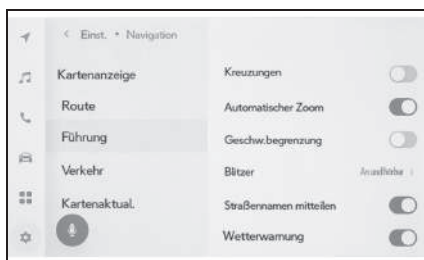 Einst. • Navigation
Kartenanzeige
Route
Führung
Verkehr
Kartenaktual.
Kreuzungen
Automatischer Zoom
Geschw.begrenzung
Blitzer
Straßennamen mitteilen
Wetterwarnung